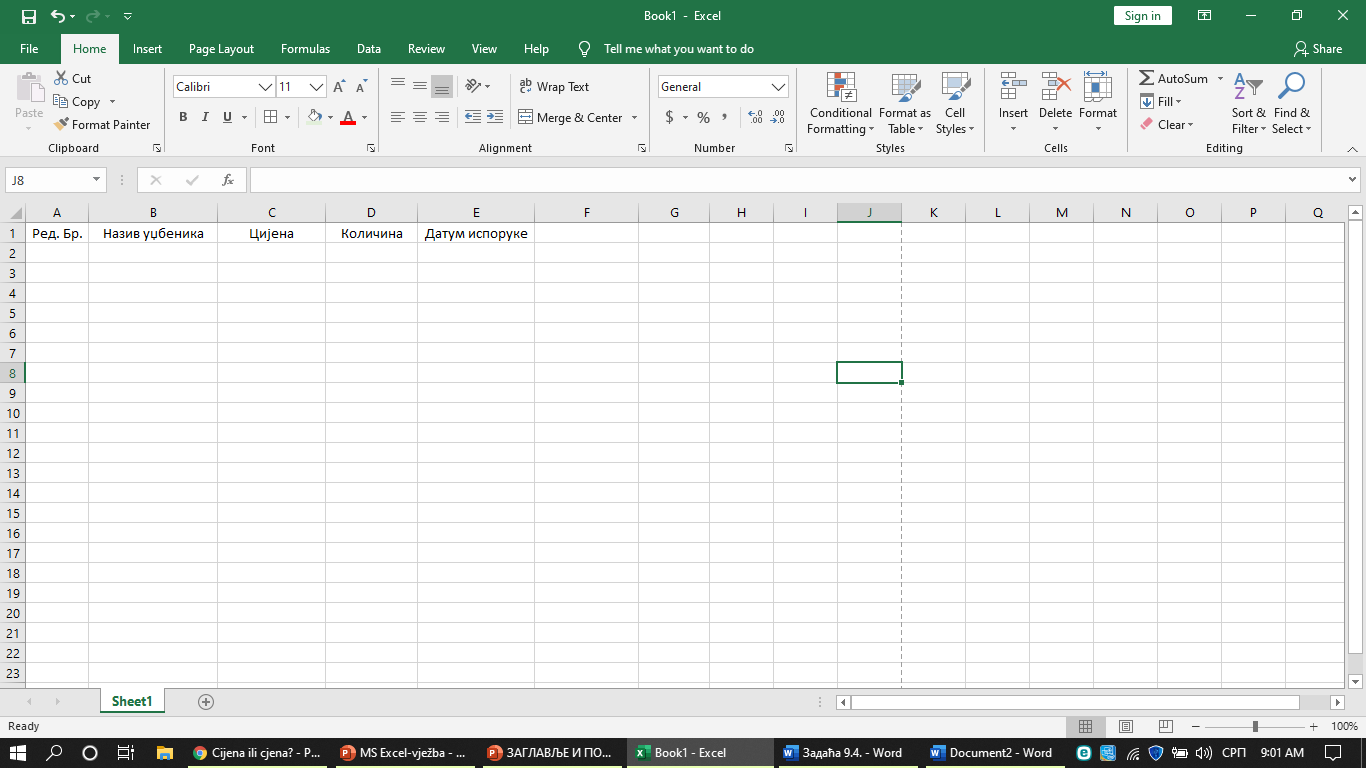 Book1 - Excel
Sign in
File Home Insert Page Layout Formulas Data Review View Help Tell me what you want to do Share
Paste
Cut
Copy
Format Painter
Clipboard
Calibri 11
B I U
Font
Wrap Text
Merge & Center
Alignment
General
$ % ,
Number
Conditional Formatting
Format as Table
Cell Styles
Styles
Insert Delete Format
Cells
AutoSum
Fill
Clear
Sort & Filter
Find & Select
Editing
J8
fx
A B C D E F G H I J K L M N O P Q
1 Ред. Бр. Назив уџбеника Цијена Количина Датум испоруке
2
3
4
5
6
7
8
9
10
11
12
13
14
15
16
17
18
19
20
21
22
23
Sheet1
Ready
100%
Cijena ili cjena? - P...
MS Excel-vježba - ...
ЗАГЛАВЉЕ И ПО...
Book1 - Excel
Задаћа 9.4. - Word
Document2 - Word
СРП
9:01 AM